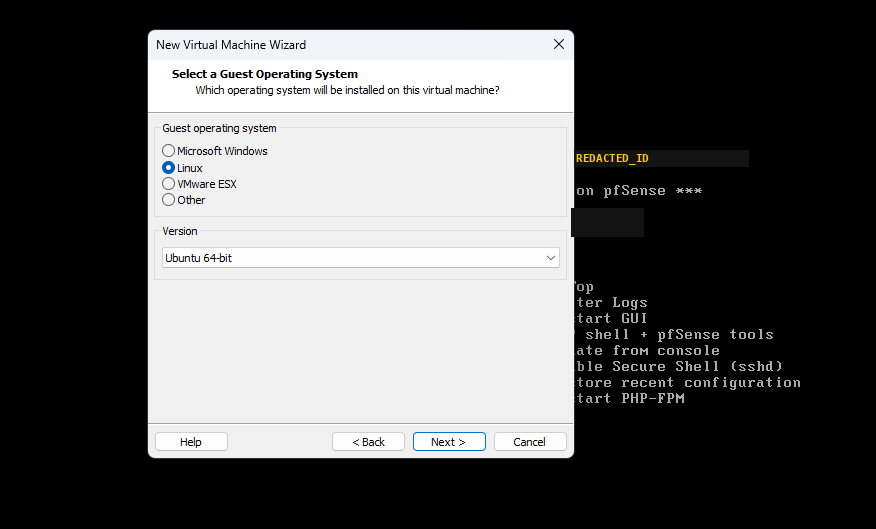 New Virtual Machine Wizard
Select a Guest Operating System
Which operating system will be installed on this virtual machine?
Guest operating system
Microsoft Windows
Linux
VMware ESX
Other
Version
Ubuntu 64-bit
Help
< Back
Next >
Cancel
REDACTED_ID
on pfSense ***
Top
ter Logs
tart GUI
shell + pfSense tools
ate from console
ble Secure Shell (sshd)
tore recent configuration
tart PHP-FPM